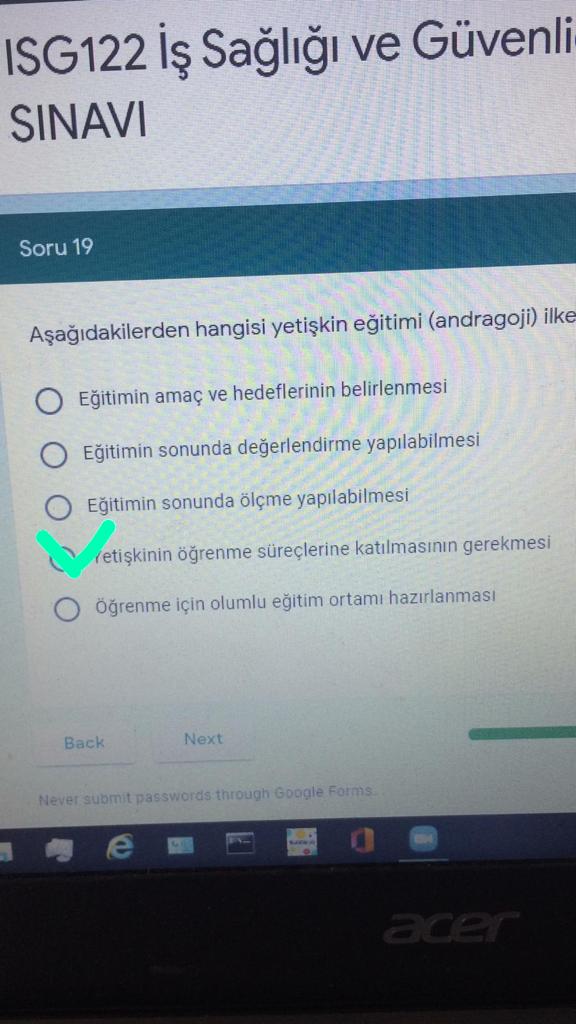 ISG122 İş Sağlığı ve Güvenli
SINAVI
Soru 19
Aşağıdakilerden hangisi yetişkin eğitimi (andragoji) ilke
Eğitimin amaç ve hedeflerinin belirlenmesi
Eğitimin sonunda değerlendirme yapılabilmesi
Eğitimin sonunda ölçme yapılabilmesi
Yetişkinin öğrenme süreçlerine katılmasının gerekmesi
Öğrenme için olumlu eğitim ortamı hazırlanması
Back
Next
Never submit passwords through Google Forms.
acer